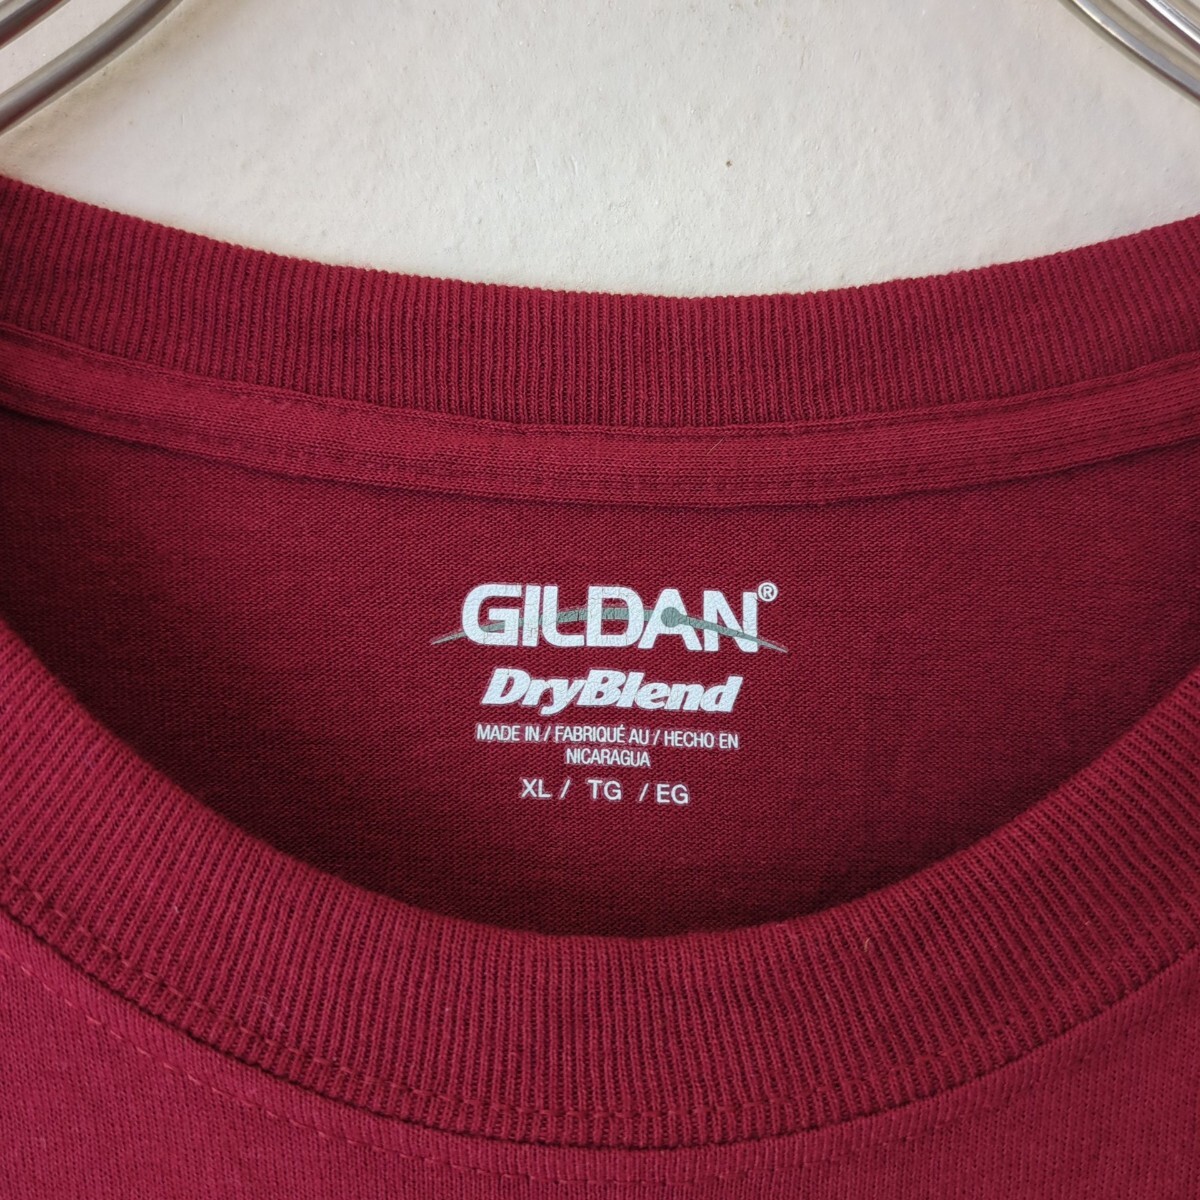 GILDAN®
DryBlend
MADE IN / FABRIQUÉ AU / HECHO EN
NICARAGUA
XL / TG / EG